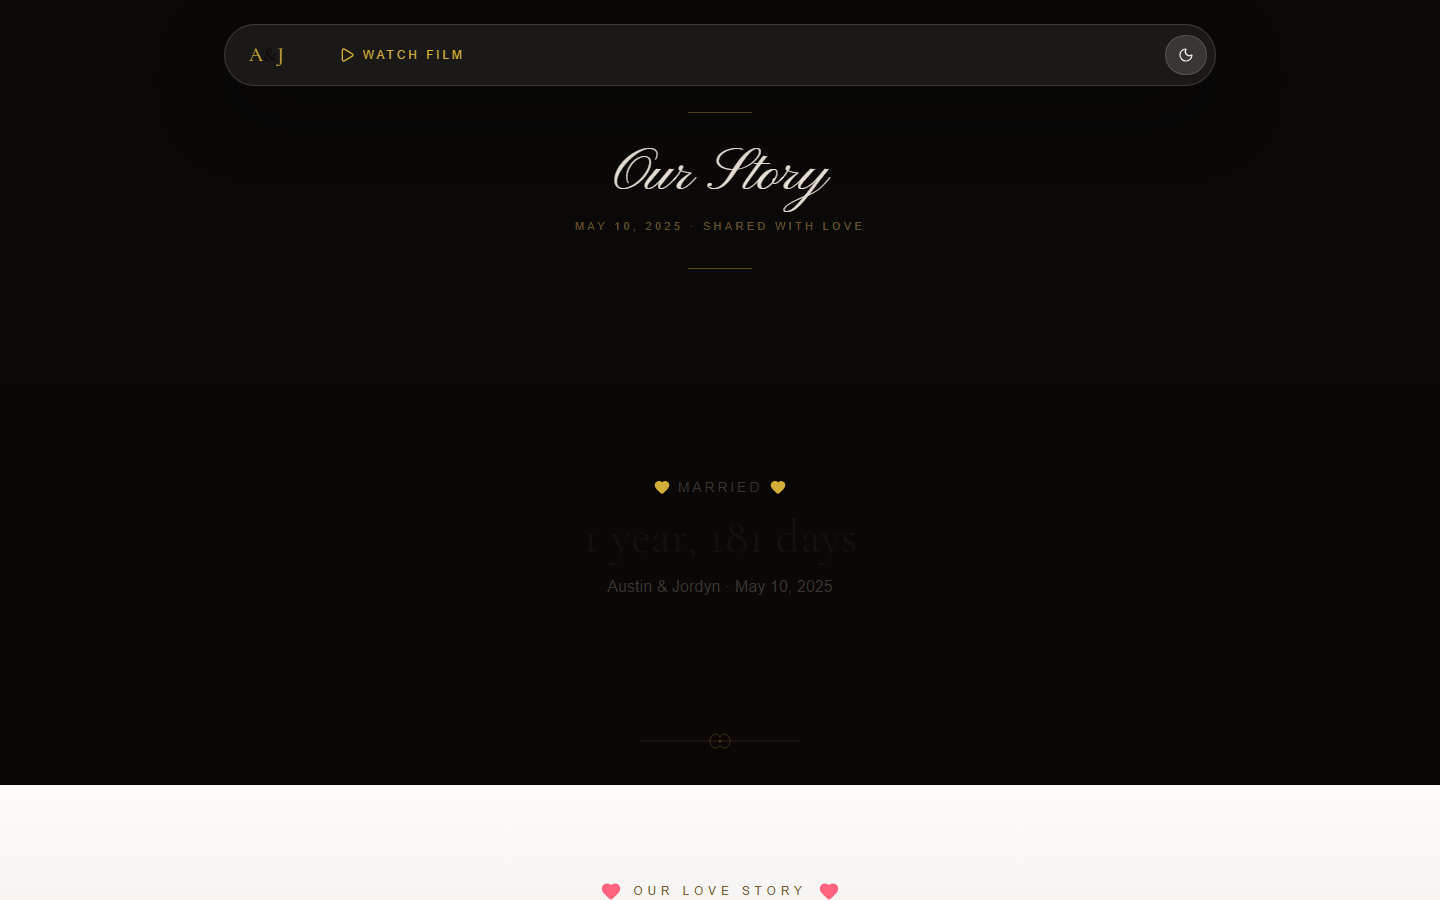 A&J
WATCH FILM
Our Story
MAY 10, 2025 · SHARED WITH LOVE
MARRIED
1 year, 181 days
Austin & Jordyn · May 10, 2025
OUR LOVE STORY